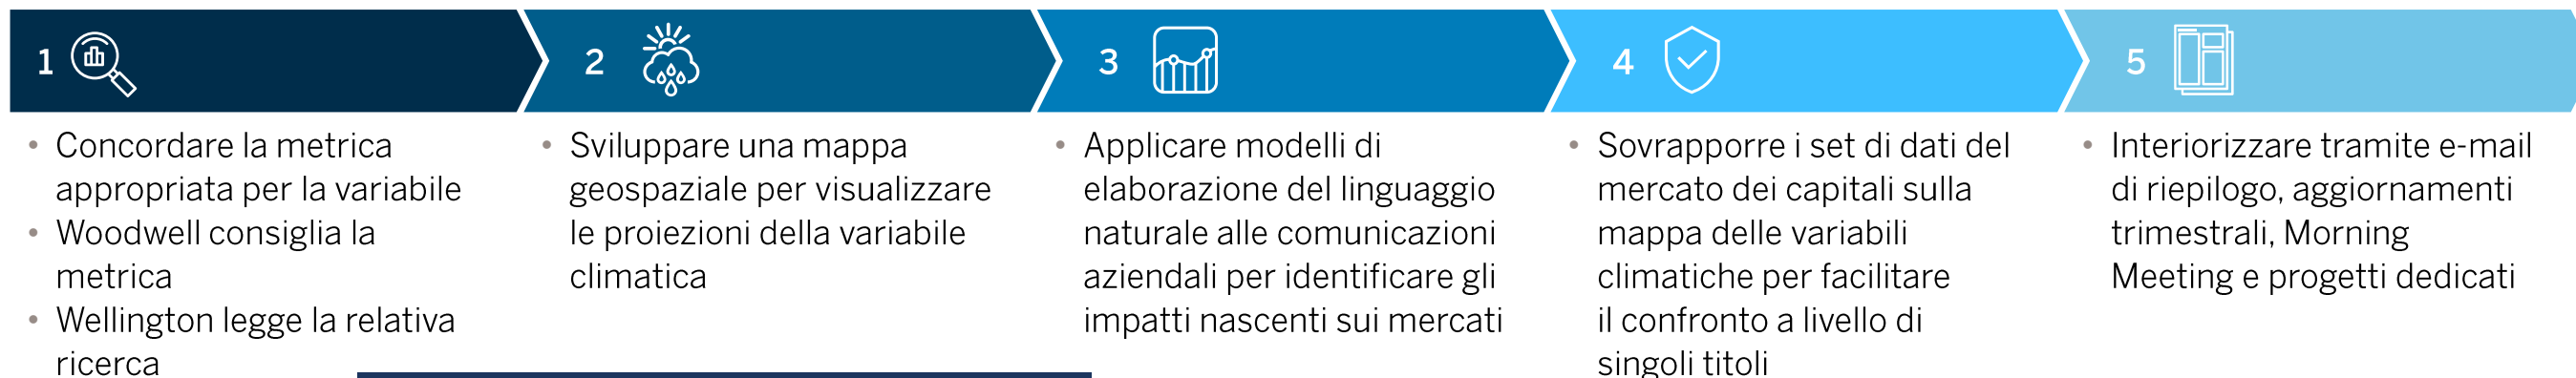 1
• Concordare la metrica
appropriata per la variabile
• Woodwell consiglia la
metrica
• Wellington legge la relativa
ricerca
2
• Sviluppare una mappa
geospaziale per visualizzare
le proiezioni della variabile
climatica
3
• Applicare modelli di
elaborazione del linguaggio
naturale alle comunicazioni
aziendali per identificare gli
impatti nascenti sui mercati
4
• Sovrapporre i set di dati del
mercato dei capitali sulla
mappa delle variabili
climatiche per facilitare
il confronto a livello di
singoli titoli
5
• Interiorizzare tramite e-mail
di riepilogo, aggiornamenti
trimestrali, Morning
Meeting e progetti dedicati